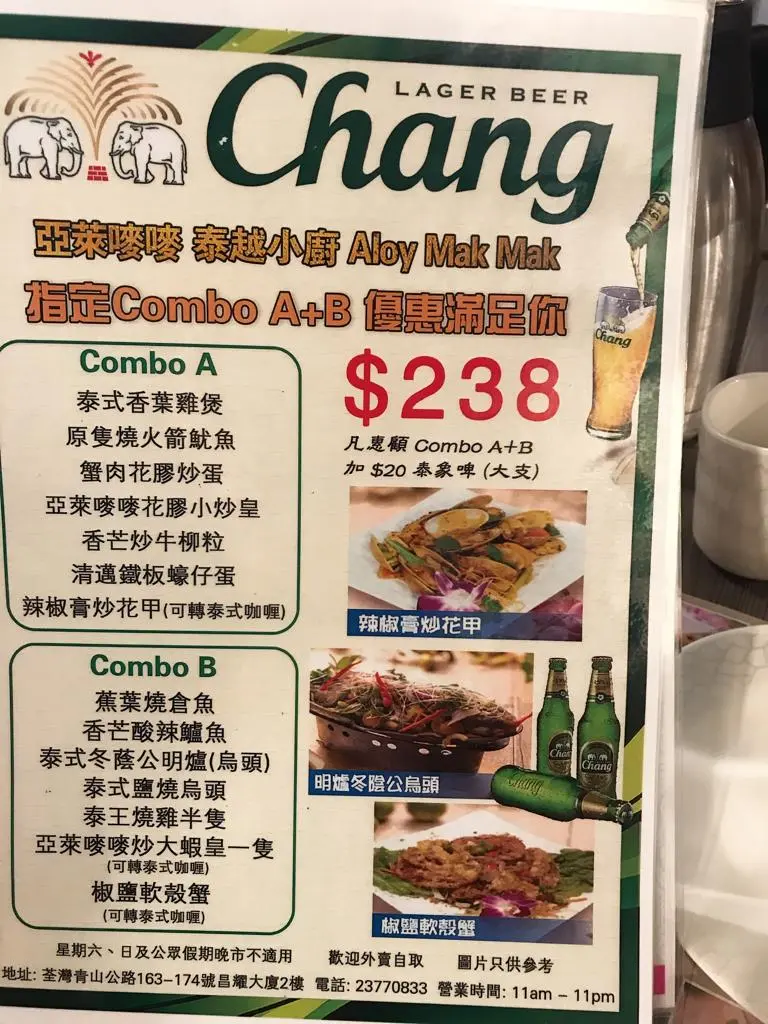 LAGER BEER
Chang
亞萊嘜嘜 泰越小廚 Aloy Mak Mak
指定Combo A+B 優惠滿足你
Combo A
泰式香葉雞煲
原隻燒火箭魷魚
蟹肉花膠炒蛋
亞萊嘜嘜花膠小炒皇
香芒炒牛柳粒
清邁鐵板蠔仔蛋
辣椒膏炒花甲(可轉泰式咖喱)
$238
凡惠顧 Combo A+B
加 $20 泰象啤 (大支)
Chang
辣椒膏炒花甲
Combo B
蕉葉燒倉魚
香芒酸辣鱸魚
泰式冬蔭公明爐(烏頭)
泰式鹽燒烏頭
泰王燒雞半隻
亞萊嘜嘜炒大蝦皇一隻
(可轉泰式咖喱)
椒鹽軟殼蟹
(可轉泰式咖喱)
明爐冬陰公烏頭
Chang
Chang
Chang
椒鹽軟殼蟹
星期六、日及公眾假期晚市不適用 歡迎外賣自取 圖片只供參考
地址: 荃灣青山公路163-174號昌耀大廈2樓 電話: 23770833 營業時間: 11am - 11pm